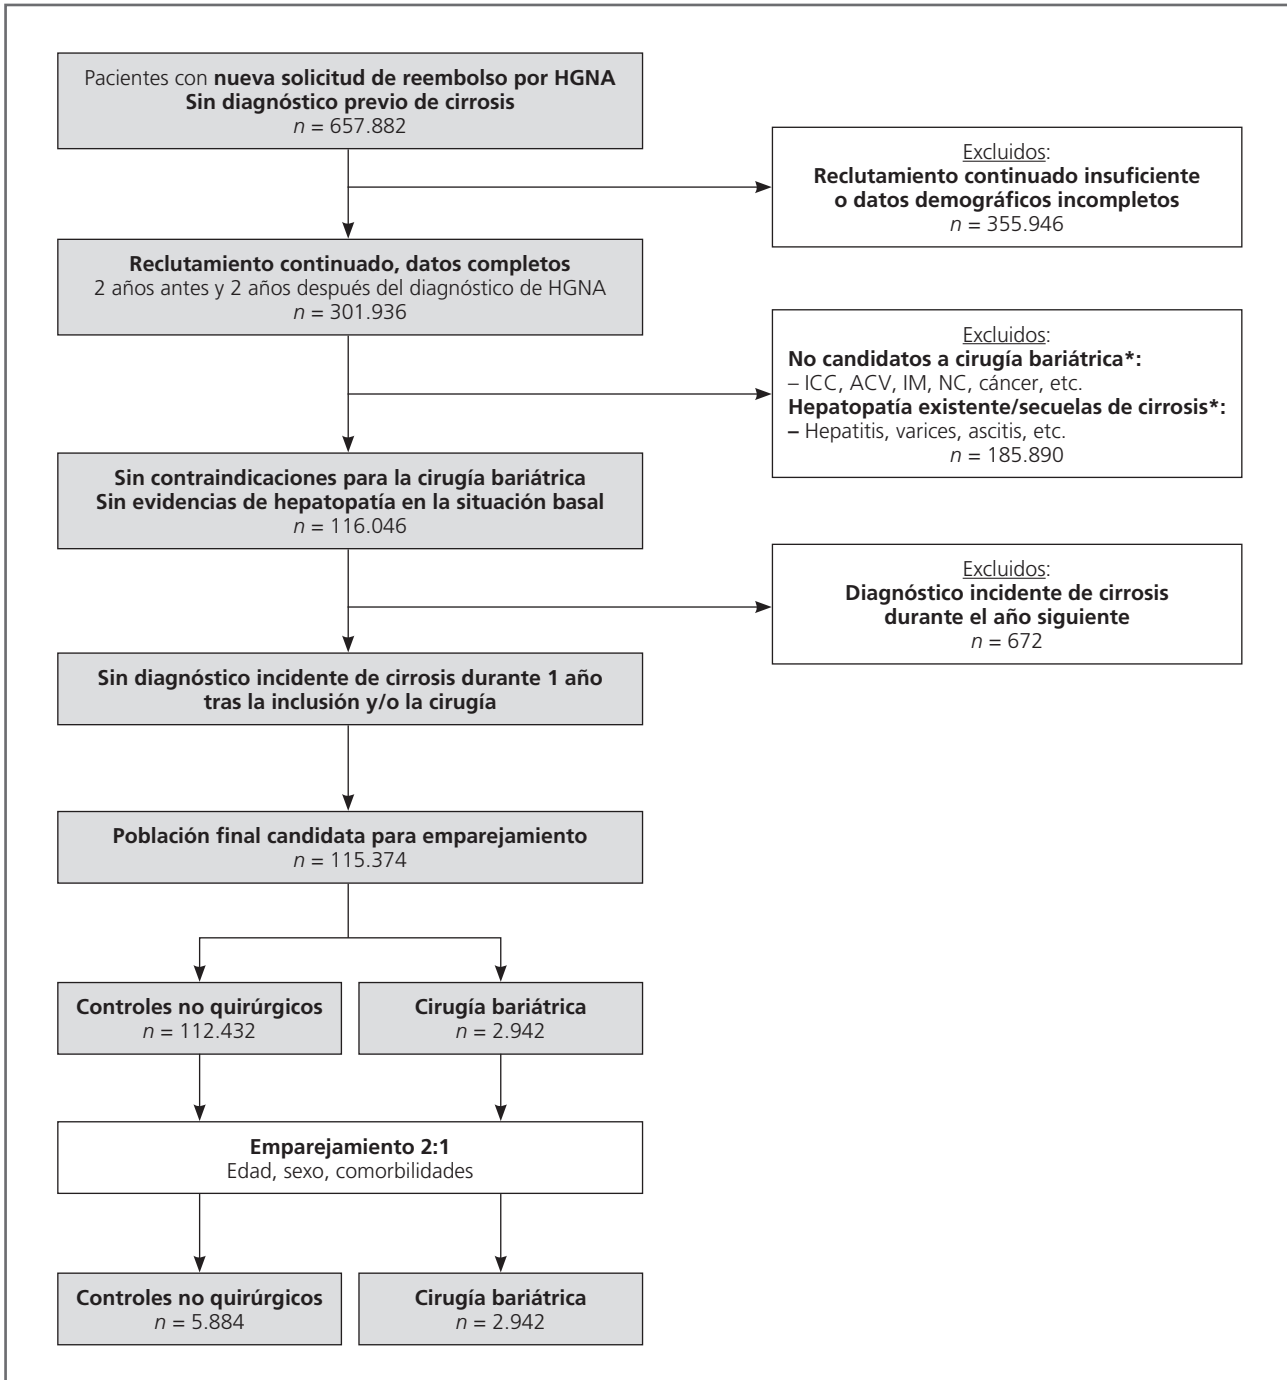 Pacientes con nueva solicitud de reembolso por HGNA
Sin diagnóstico previo de cirrosis
n = 657.882
Excluidos:
Reclutamiento continuado insuficiente
o datos demográficos incompletos
n = 355.946
Reclutamiento continuado, datos completos
2 años antes y 2 años después del diagnóstico de HGNA
n = 301.936
Excluidos:
No candidatos a cirugía bariátrica*:
– ICC, ACV, IM, NC, cáncer, etc.
Hepatopatía existente/secuelas de cirrosis*:
– Hepatitis, varices, ascitis, etc.
n = 185.890
Sin contraindicaciones para la cirugía bariátrica
Sin evidencias de hepatopatía en la situación basal
n = 116.046
Excluidos:
Diagnóstico incidente de cirrosis
durante el año siguiente
n = 672
Sin diagnóstico incidente de cirrosis durante 1 año
tras la inclusión y/o la cirugía
Población final candidata para emparejamiento
n = 115.374
Controles no quirúrgicos
n = 112.432
Cirugía bariátrica
n = 2.942
Emparejamiento 2:1
Edad, sexo, comorbilidades
Controles no quirúrgicos
n = 5.884
Cirugía bariátrica
n = 2.942